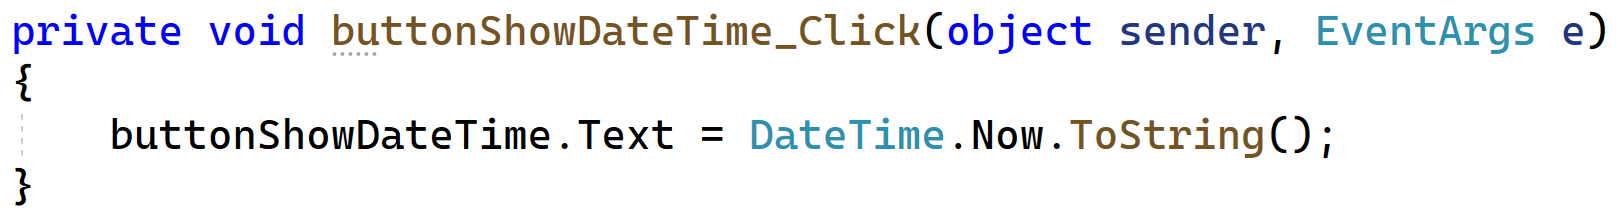 private void buttonShowDateTime_Click(object sender, EventArgs e)
{
    buttonShowDateTime.Text = DateTime.Now.ToString();
}